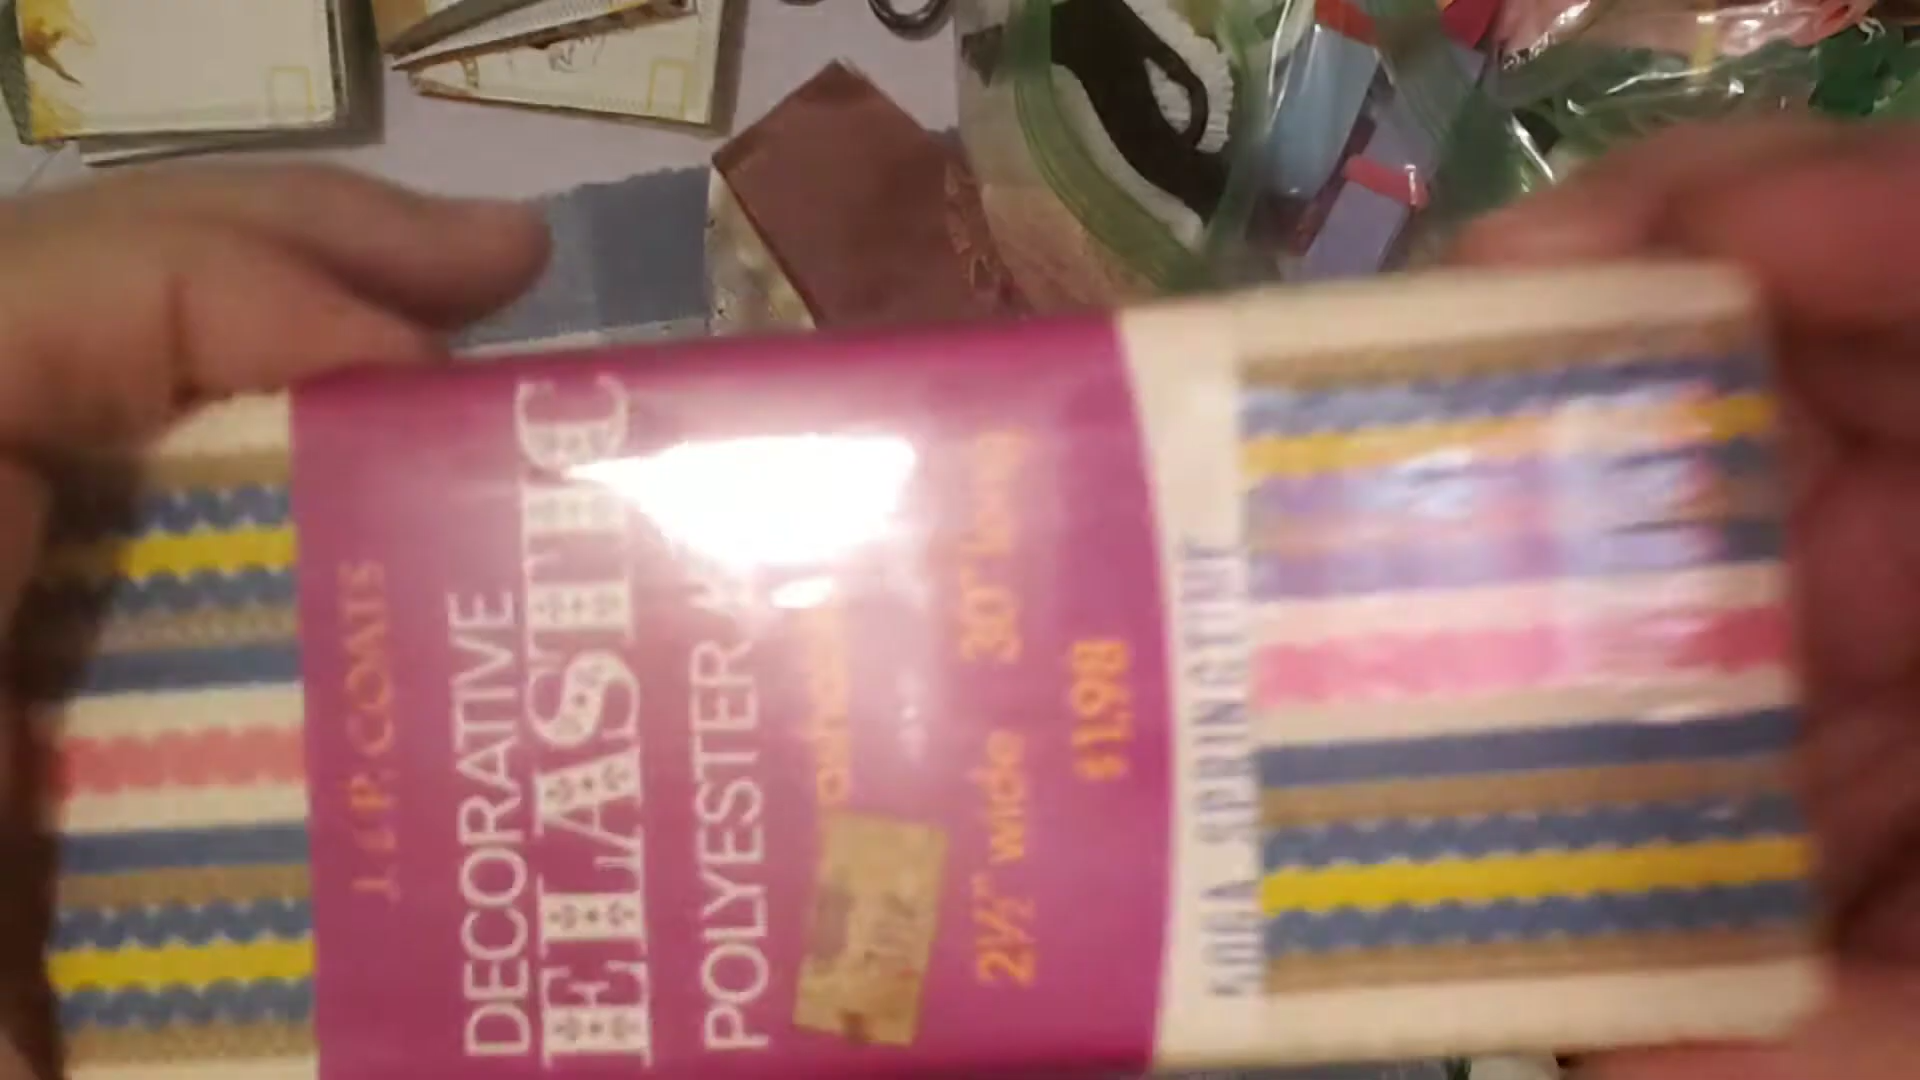 J. & P. COATS
DECORATIVE
ELASTIC
POLYESTER &
2½" wide 30" long
$1.98
SPRINGTIME